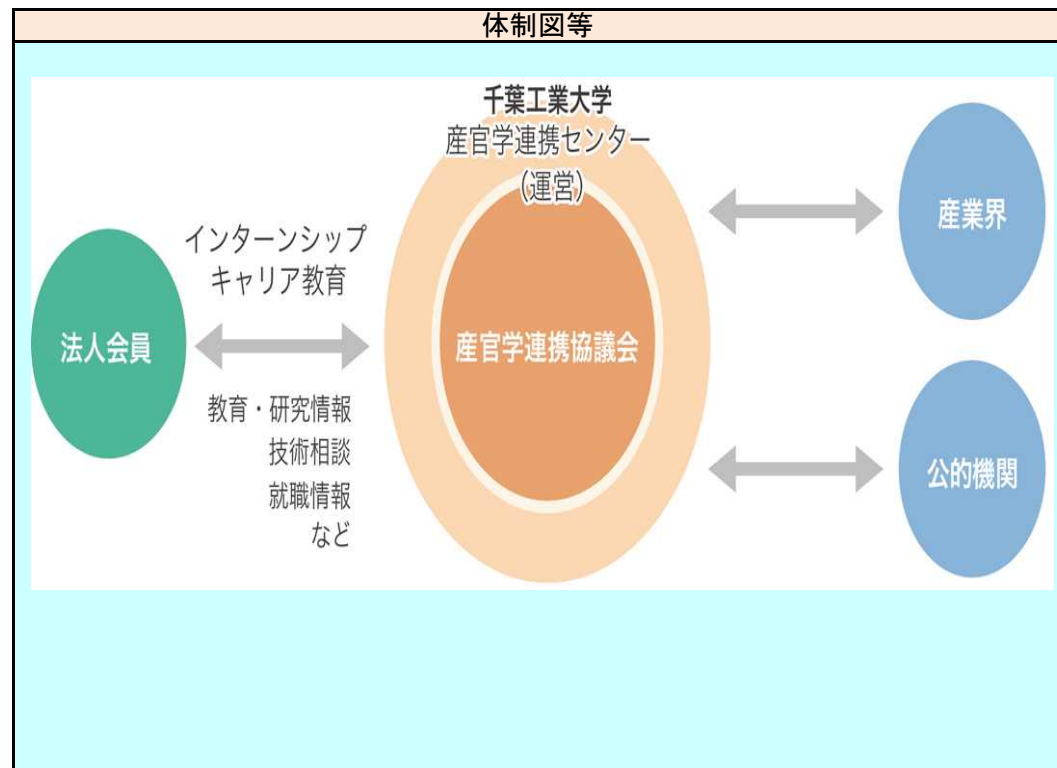 体制図等
千葉工業大学
産官学連携センター
(運営)
インターンシップ
キャリア教育
法人会員
教育・研究情報
技術相談
就職情報
など
産官学連携協議会
産業界
公的機関